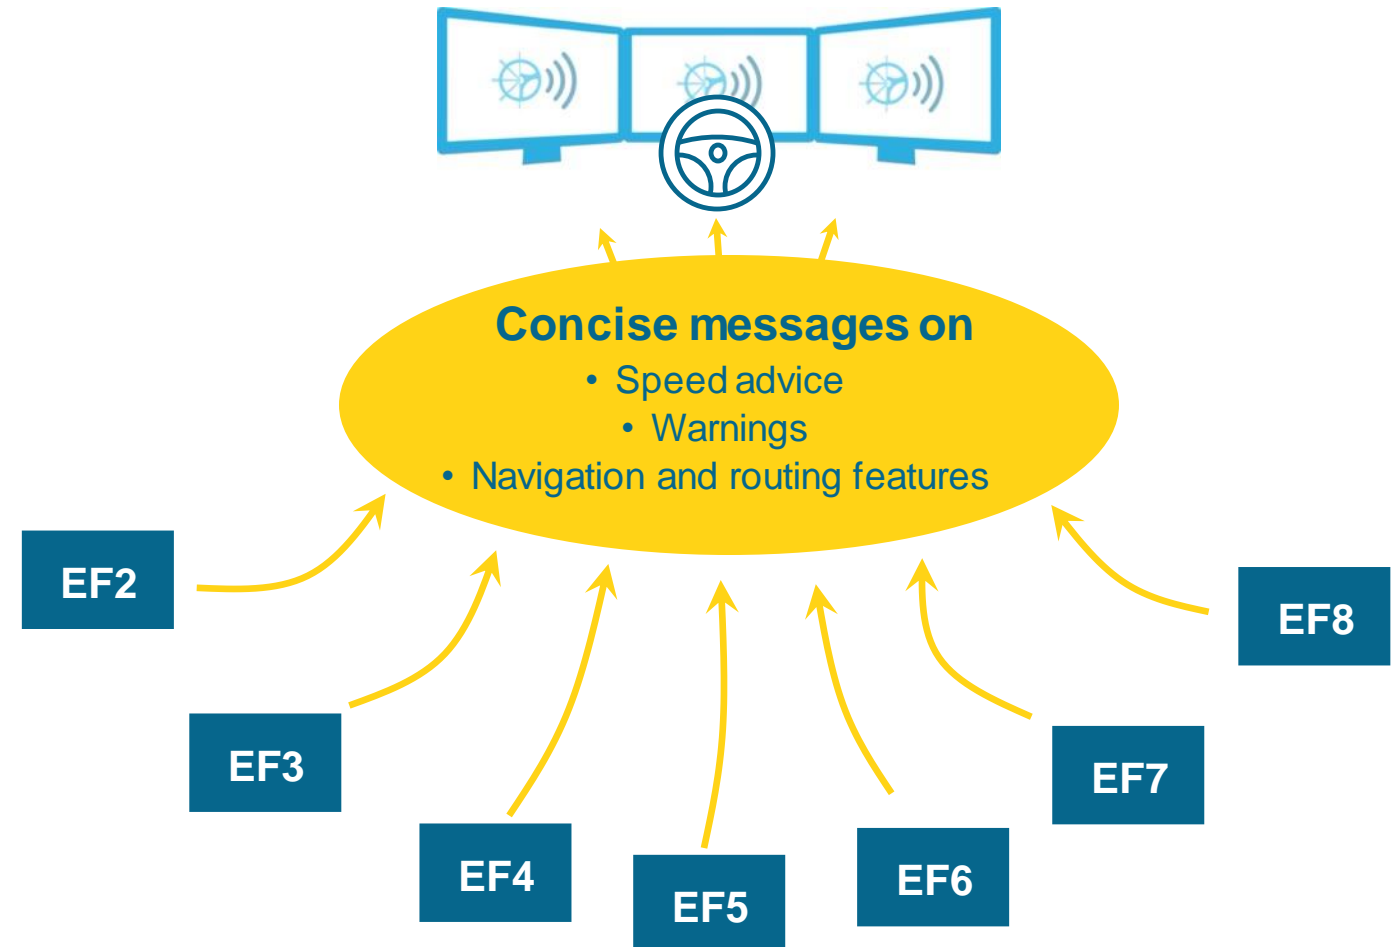 Concise messages on
• Speed advice
• Warnings
• Navigation and routing features
EF2
EF3
EF4
EF5
EF6
EF7
EF8